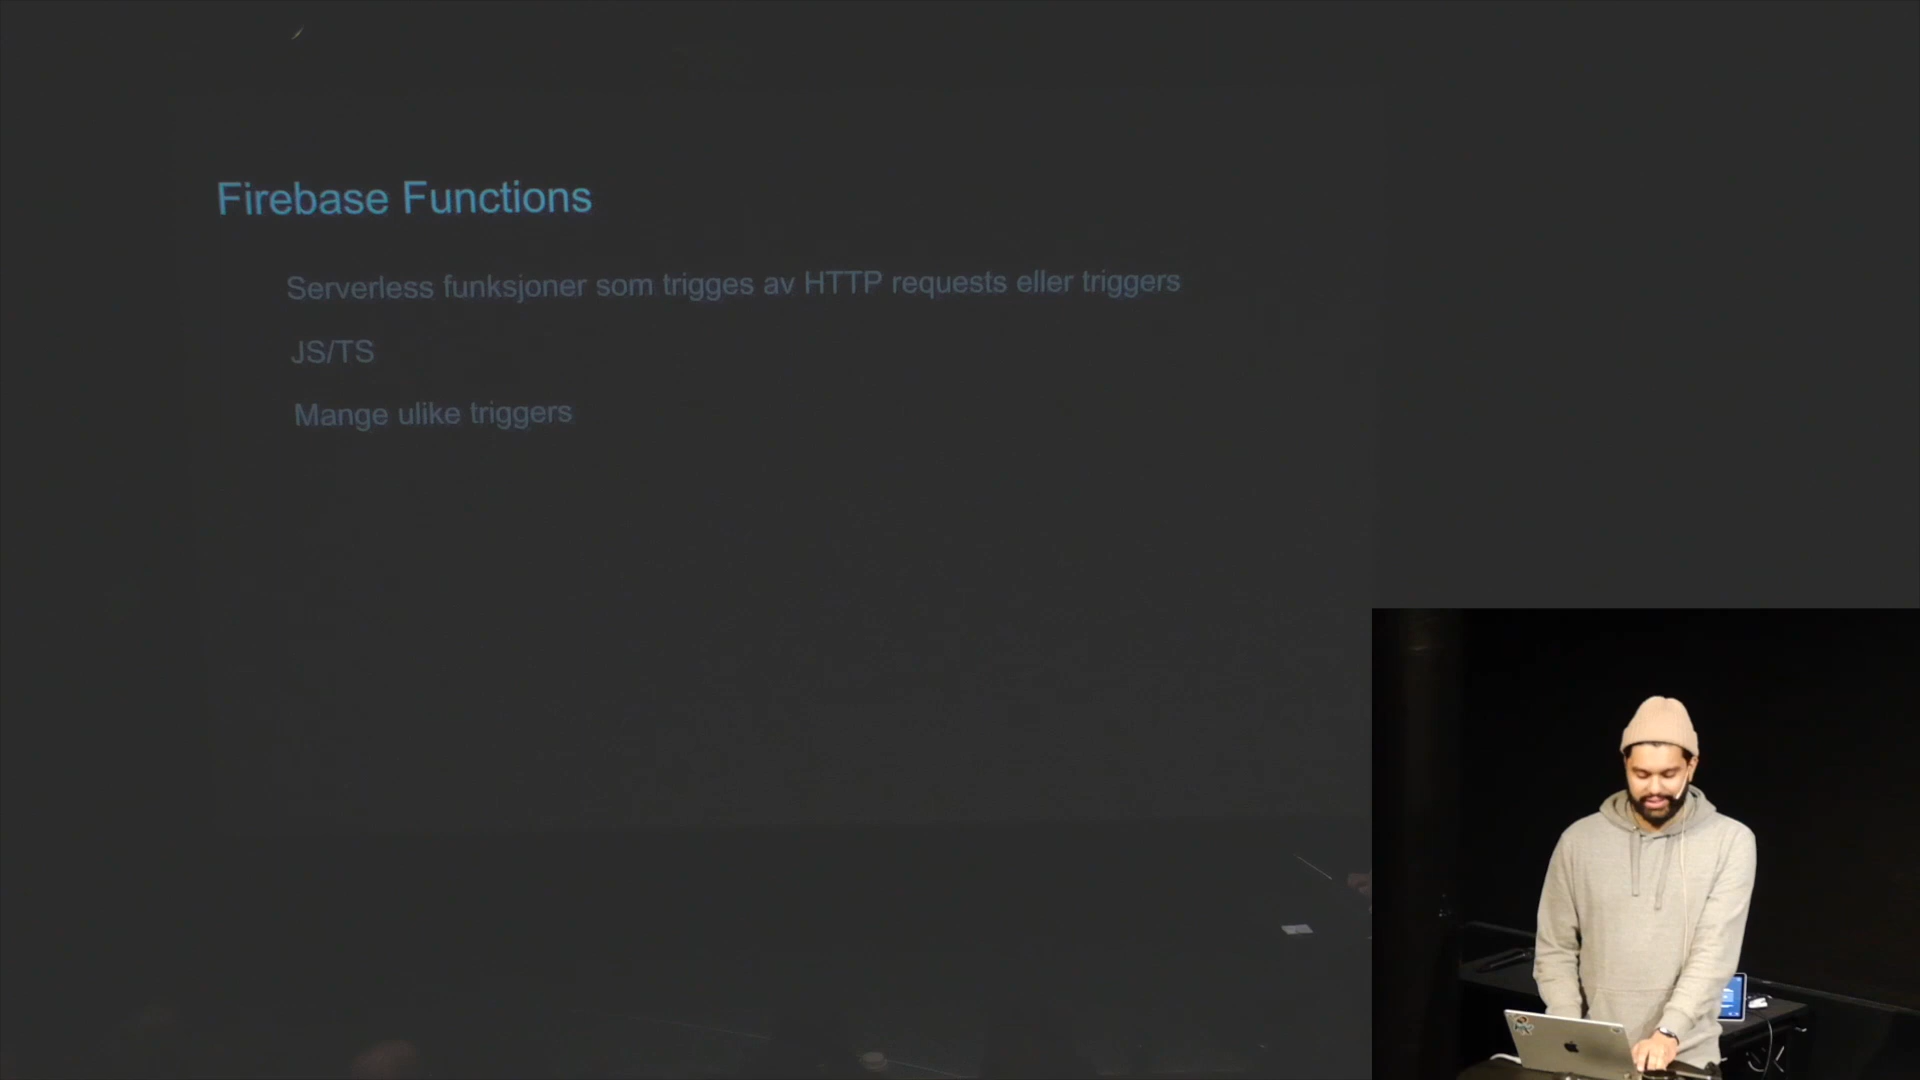 Firebase Functions
Serverless funksjoner som trigges av HTTP requests eller triggers
JS/TS
Mange ulike triggers